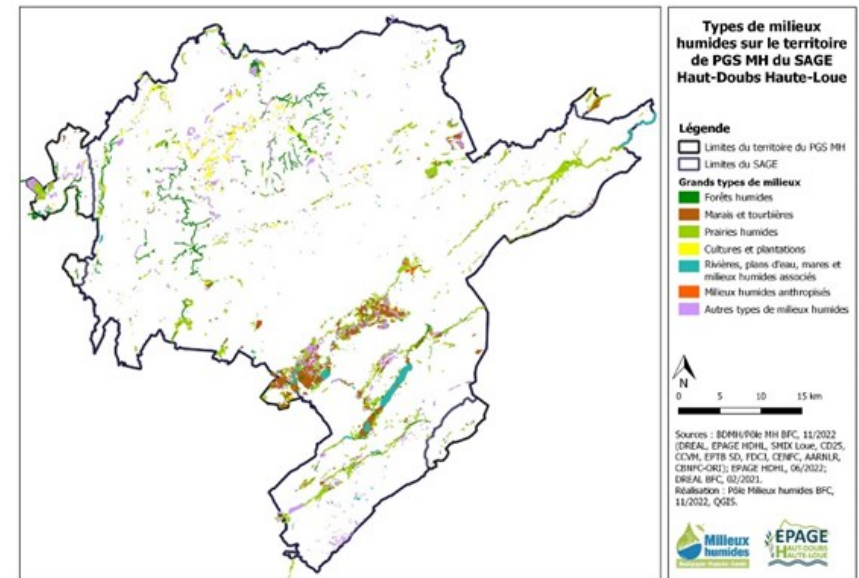 Types de milieux
humides sur le territoire
de PGS MH du SAGE
Haut-Doubs Haute-Loue
Légende
Limites du territoire du PGS MH
Limites du SAGE
Grands types de milieu
Forêts humides
Marais et tourbières
Prairies humides
Cultures et plantations
Rivières, plans d'eau, mares et
milieux humides associés
Milieux humides anthropisés
Autres types de milieux humides
N
0 5 10 15 km
Sources : BDMH/Pôle MH BFC, 11/2022
(DREAL, EPAGE HDHL, SMIX Loue, CD25,
CCVM, EPTB SD, FDCJ, CENFC, AARNLR,
CBNFC-ORI); EPAGE HDHL, 06/2022;
DREAL BFC, 02/2021.
Réalisation : Pôle Milieux humides BFC,
11/2022, QGIS.
Milieux
humides
Bourgogne-Franche-Comté
EPAGE
HAUT-DOUBS
HAUTE-LOUE